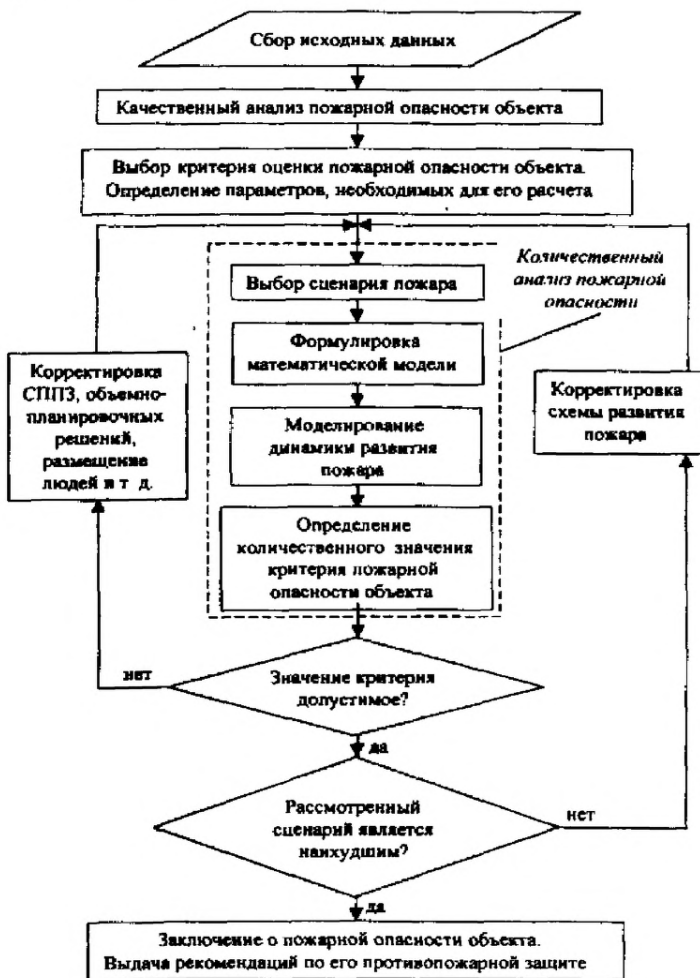 Сбор исходных данных
Качественный анализ пожарной опасности объекта
Выбор критерия оценки пожарной опасности объекта.
Определение параметров, необходимых для его расчета
Количественный
анализ пожарной
опасности
Выбор сценария пожара
Формулировка
математической модели
Моделирование
динамики развития
пожара
Определение
количественного значения
критерия пожарной
опасности объекта
Корректировка
СППЗ, объемно-
планировочных
решений,
размещение
людей и т д.
Корректировка
схемы развития
пожара
нет
Значение критерия
допустимое?
да
Рассмотренный
сценарий является
наихудшим?
нет
да
Заключение о пожарной опасности объекта.
Выдача рекомендаций по его противопожарной защите